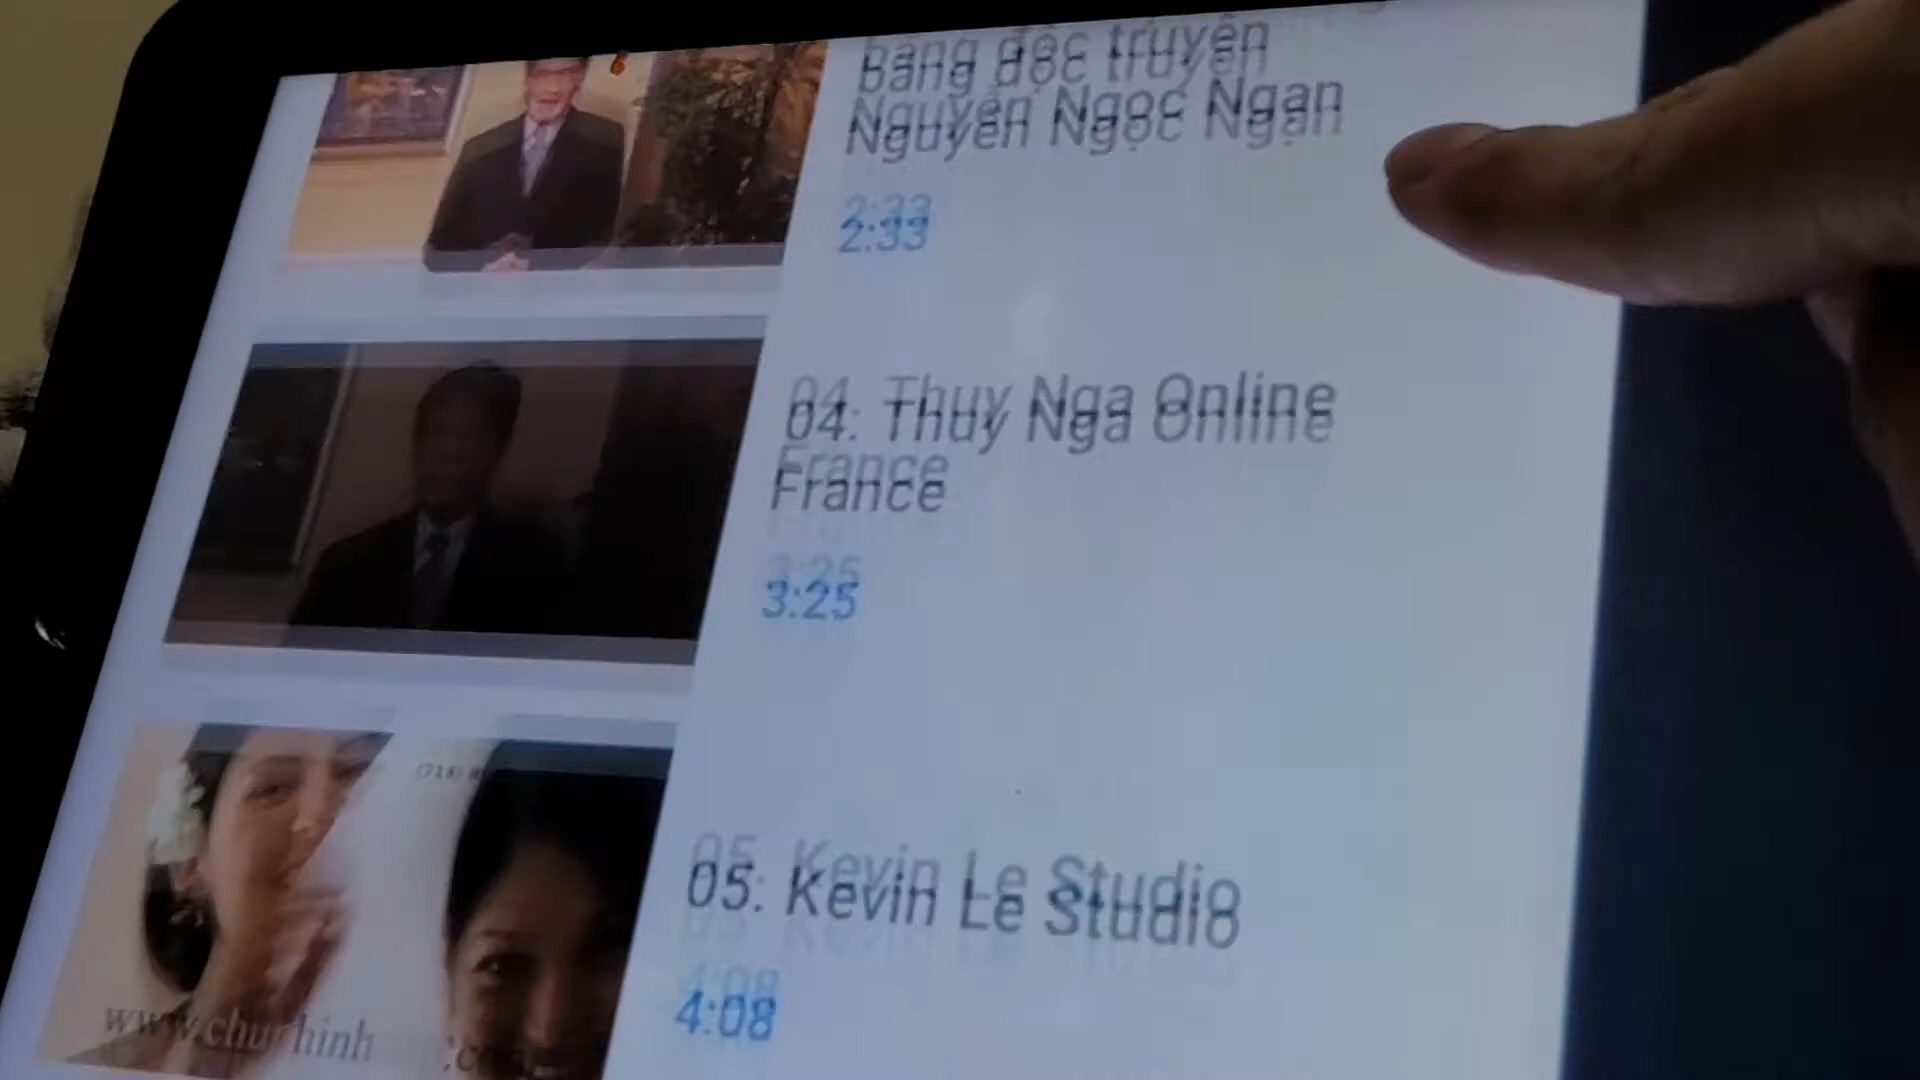 băng đọc truyện
Nguyễn Ngọc Ngạn
2:33
04: Thuy Nga Online
France
3:25
05: Kevin Le Studio
4:08